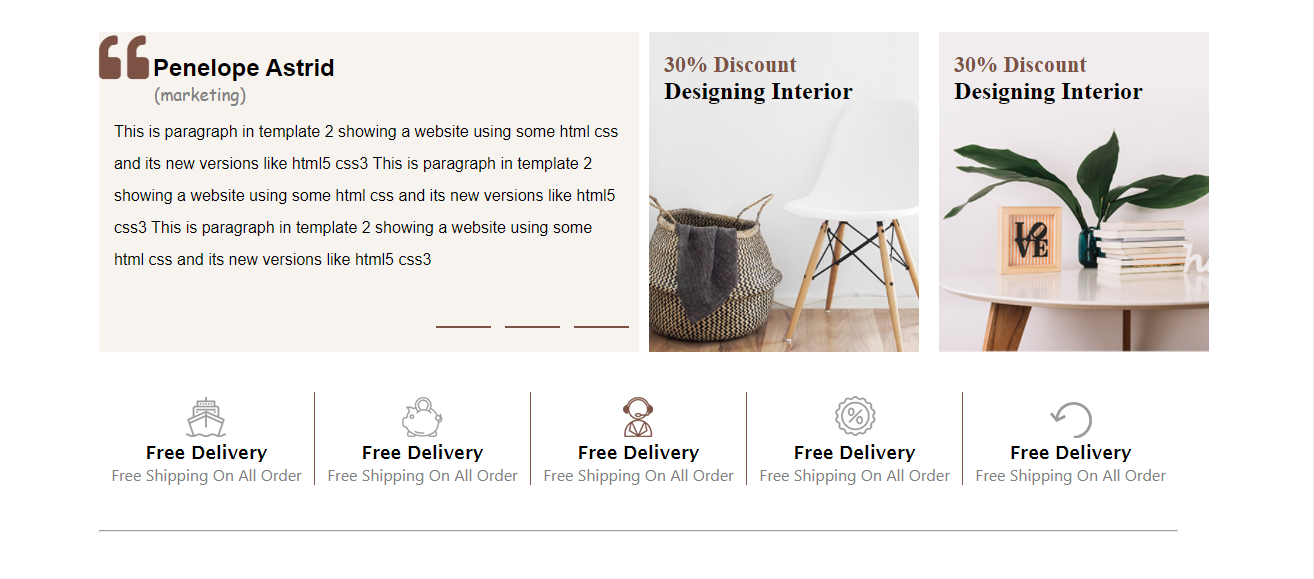 Penelope Astrid
(marketing)
This is paragraph in template 2 showing a website using some html css
and its new versions like html5 css3 This is paragraph in template 2
showing a website using some html css and its new versions like html5
css3 This is paragraph in template 2 showing a website using some
html css and its new versions like html5 css3
30% Discount
Designing Interior
30% Discount
Designing Interior
LOVE
Free Delivery
Free Shipping On All Order
Free Delivery
Free Shipping On All Order
Free Delivery
Free Shipping On All Order
%
Free Delivery
Free Shipping On All Order
Free Delivery
Free Shipping On All Order